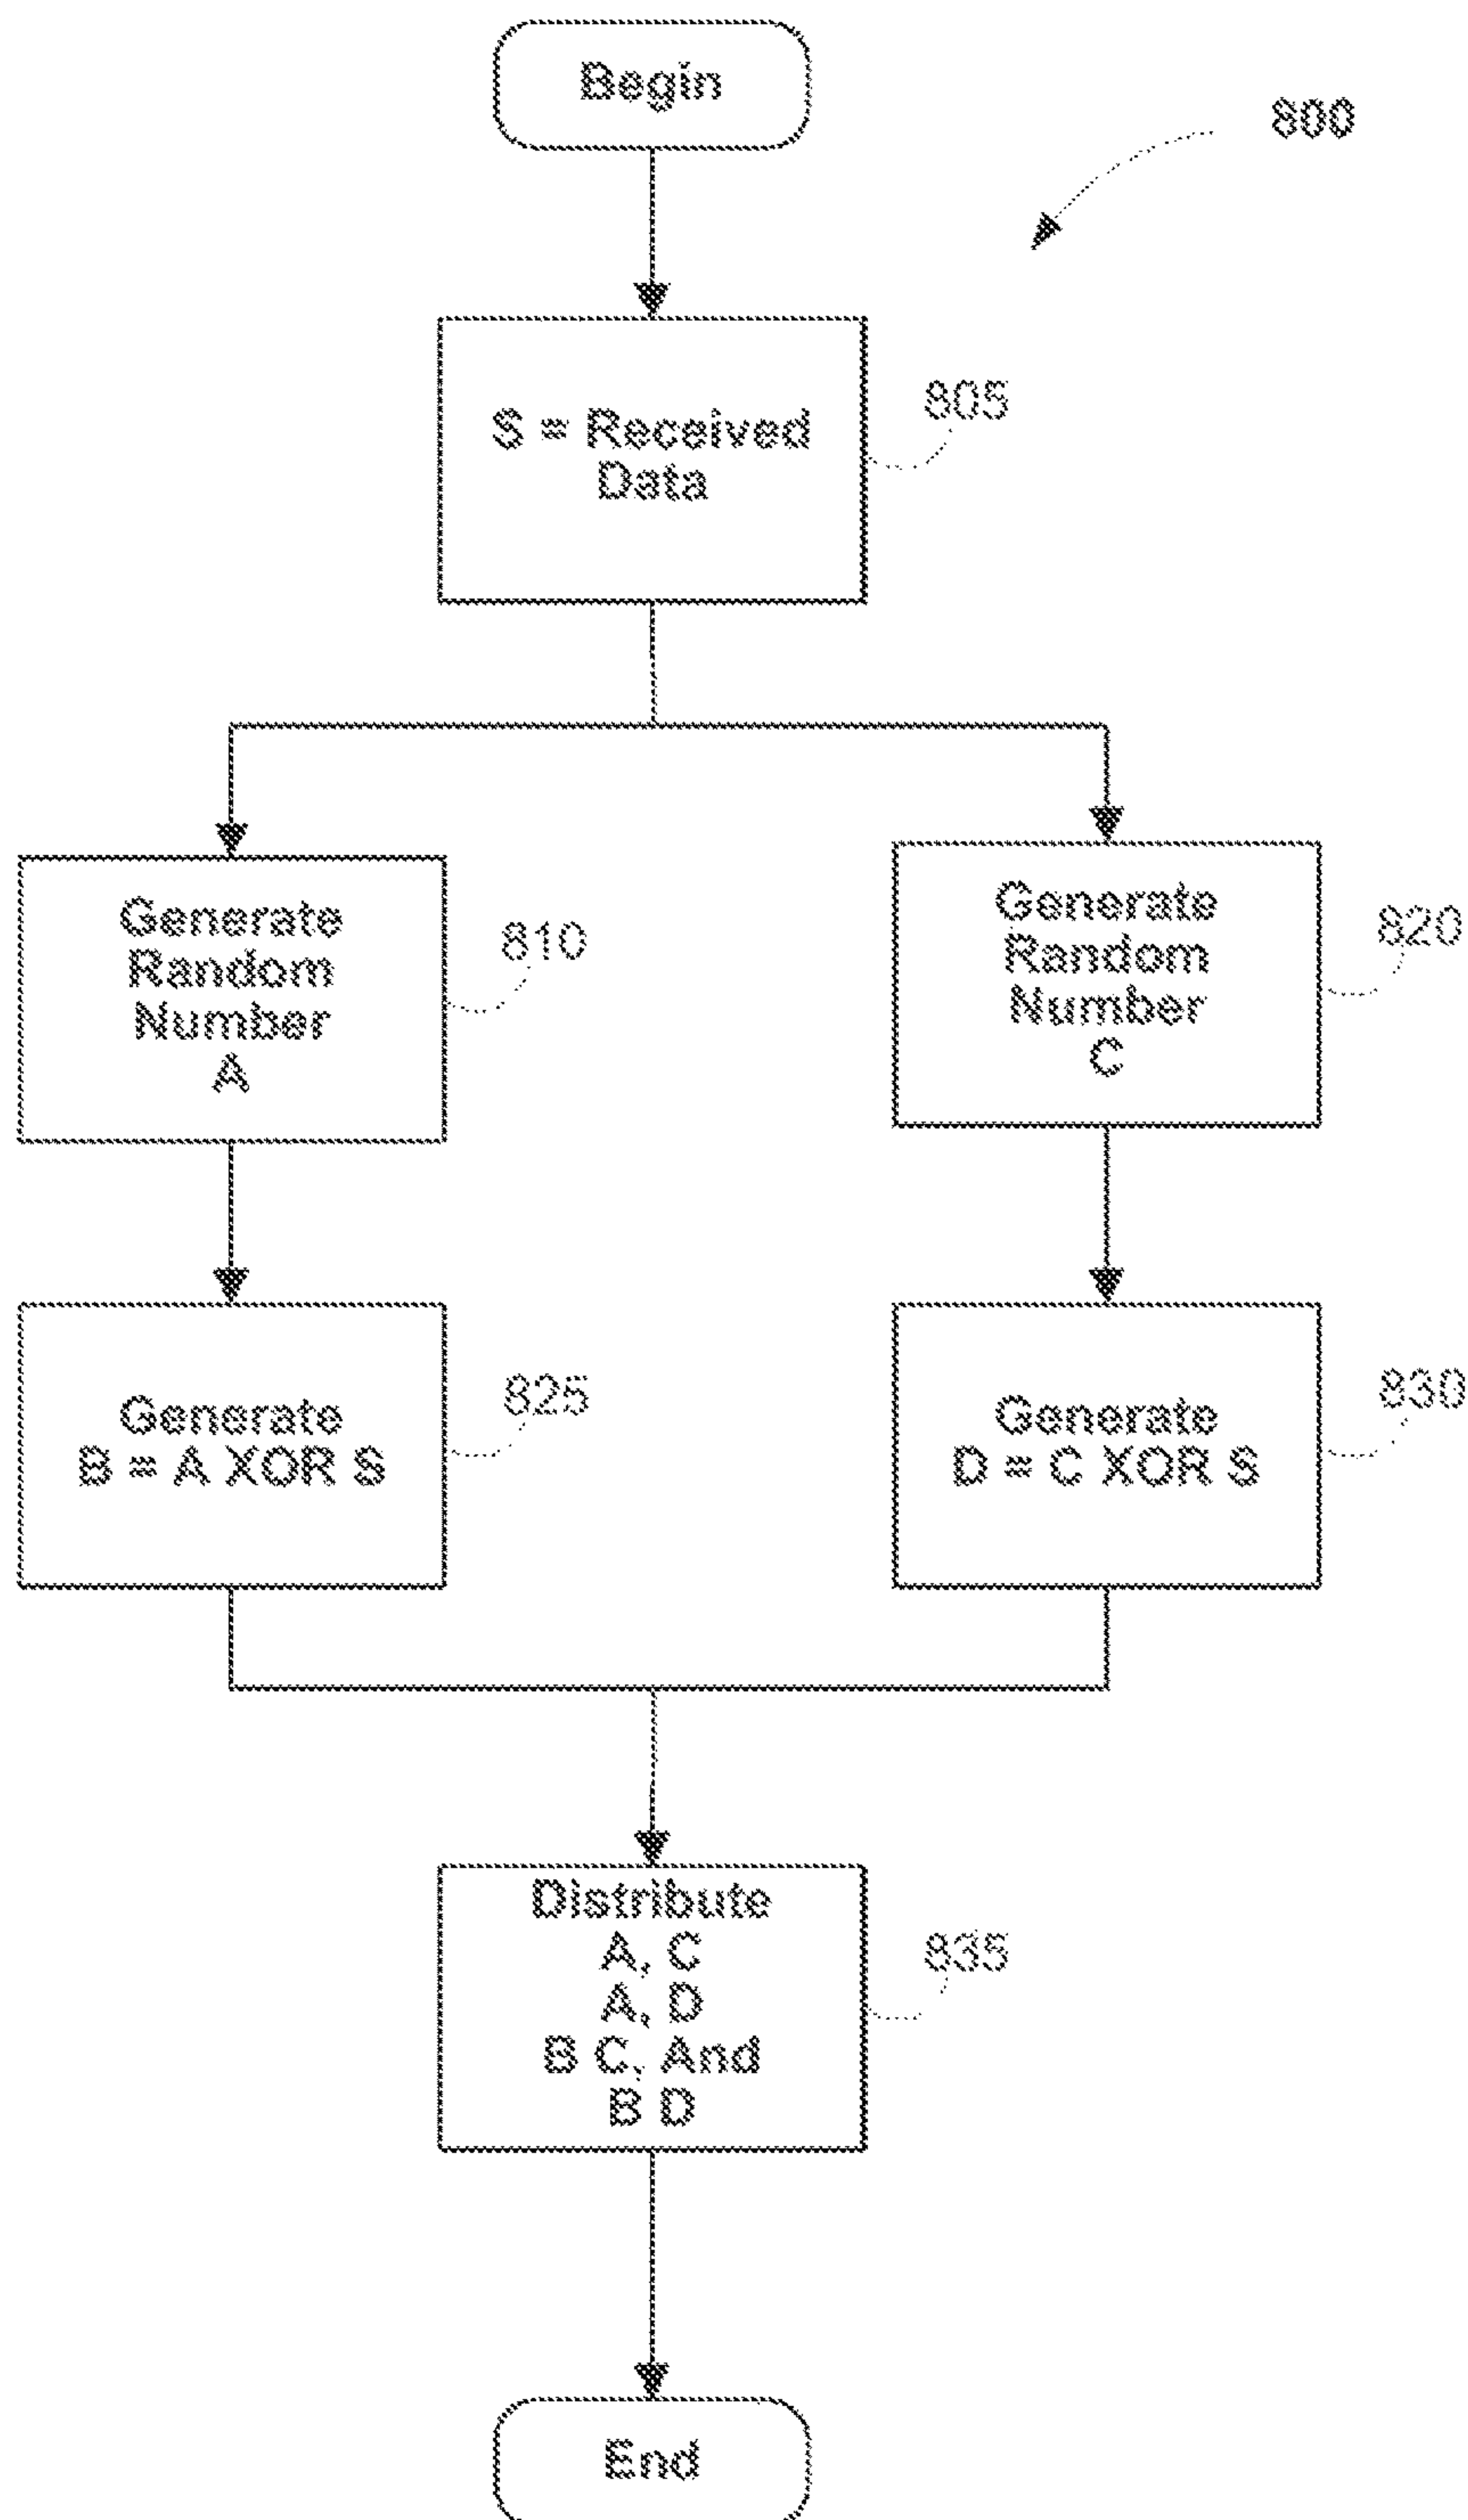 Begin
800
S = Received
Data
805
Generate
Random
Number
A
810
Generate
Random
Number
C
820
Generate
B = A XOR S
825
Generate
D = C XOR S
830
Distribute
A, C
A, D
B C, And
B D
835
End